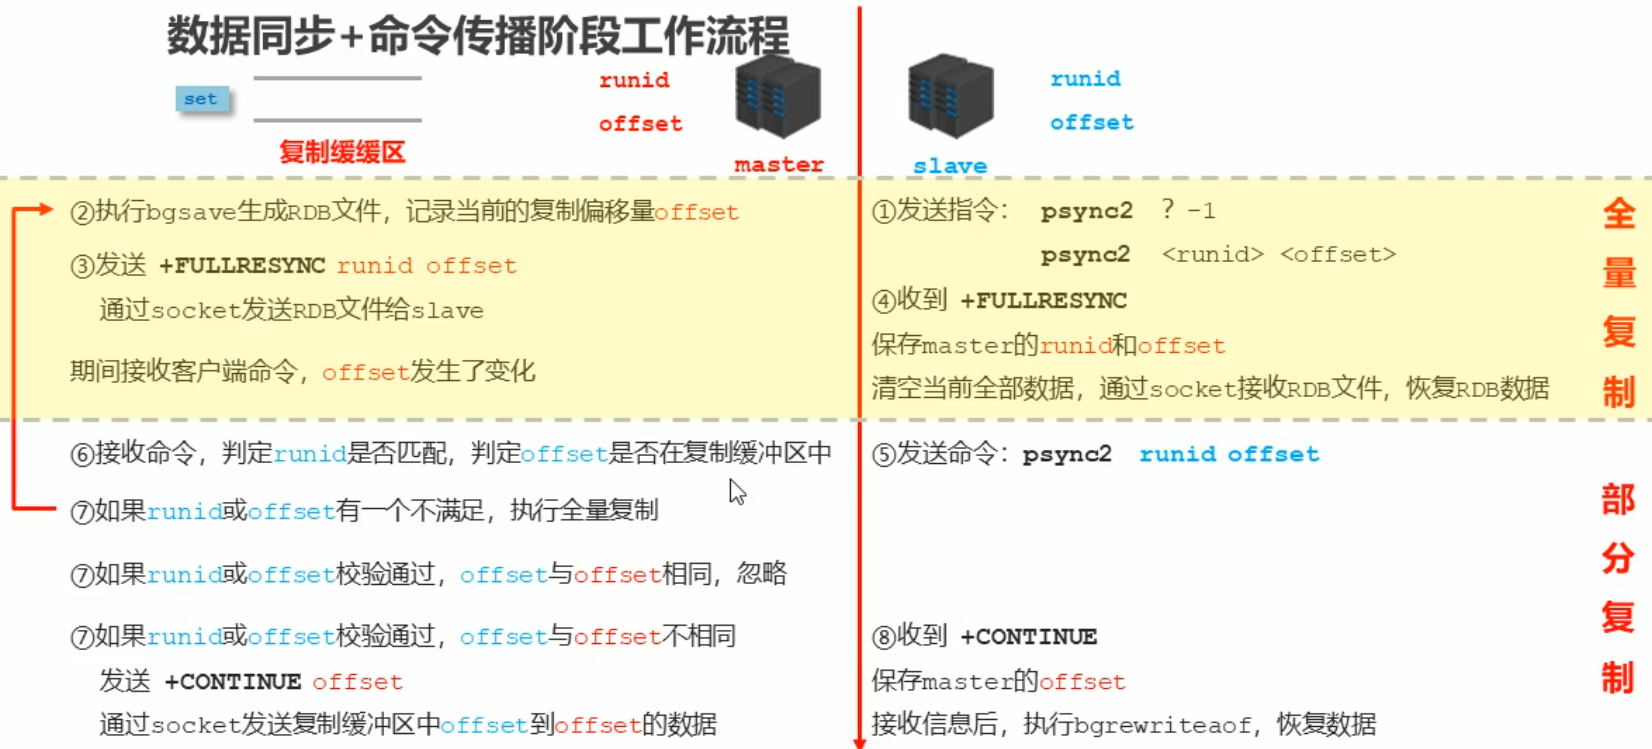 数据同步+命令传播阶段工作流程
set
复制缓缓区
runid
offset
master
runid
offset
slave
②执行bgsave生成RDB文件，记录当前的复制偏移量offset
③发送 +FULLRESYNC runid offset
通过socket发送RDB文件给slave
期间接收客户端命令，offset发生了变化
①发送指令： psync2 ? -1
psync2 <runid> <offset>
④收到 +FULLRESYNC
保存master的runid和offset
清空当前全部数据，通过socket接收RDB文件，恢复RDB数据
全量复制
⑥接收命令，判定runid是否匹配，判定offset是否在复制缓冲区中
⑦如果runid或offset有一个不满足，执行全量复制
⑦如果runid或offset校验通过，offset与offset相同，忽略
⑦如果runid或offset校验通过，offset与offset不相同
发送 +CONTINUE offset
通过socket发送复制缓冲区中offset到offset的数据
⑤发送命令：psync2 runid offset
⑧收到 +CONTINUE
保存master的offset
接收信息后，执行bgrewriteaof，恢复数据
部分复制